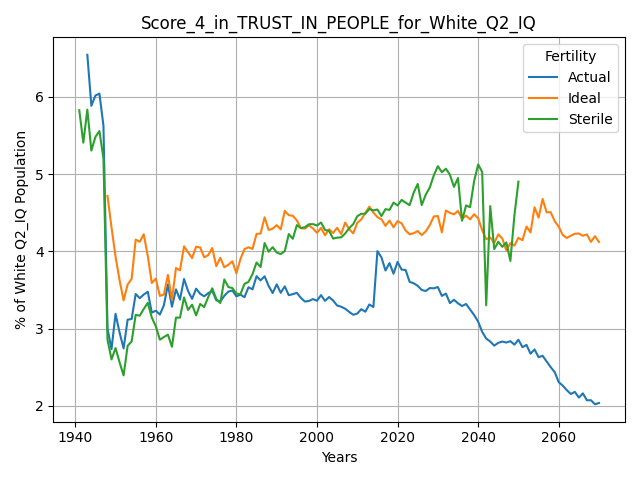 Score_4_in_TRUST_IN_PEOPLE_for_White_Q2_IQ
% of White Q2_IQ Population
6
5
4
3
2
Fertility
Actual
Ideal
Sterile
1940
1960
1980
2000
2020
2040
2060
Years